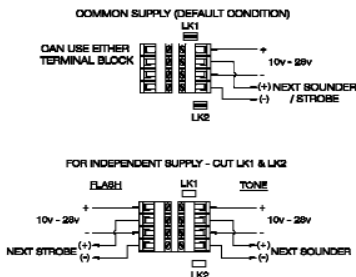 COMMON SUPPLY (DEFAULT CONDITION)
LK1
CAN USE EITHER
TERMINAL BLOCK
+
10v - 28v
-
(+) NEXT SOUNDER
(-) / STROBE
LK2
FOR INDEPENDENT SUPPLY - CUT LK1 & LK2
FLASH LK1 TONE
+ +
10v - 28v 10v - 28v
- -
(+) (+)
NEXT STROBE NEXT SOUNDER
(-) (-)
LK2